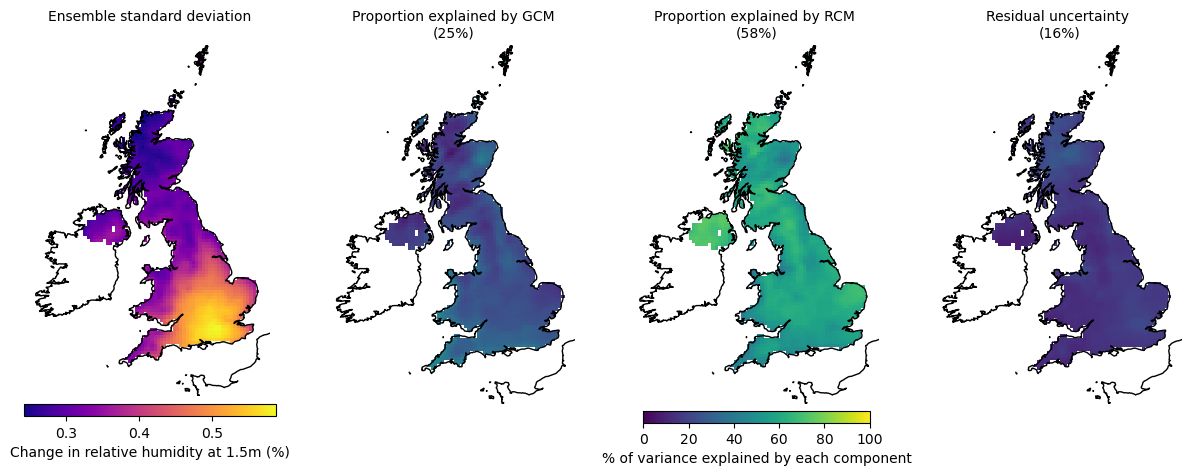 Ensemble standard deviation
Proportion explained by GCM
(25%)
Proportion explained by RCM
(58%)
Residual uncertainty
(16%)
0.3 0.4 0.5
Change in relative humidity at 1.5m (%)
0 20 40 60 80 100
% of variance explained by each component